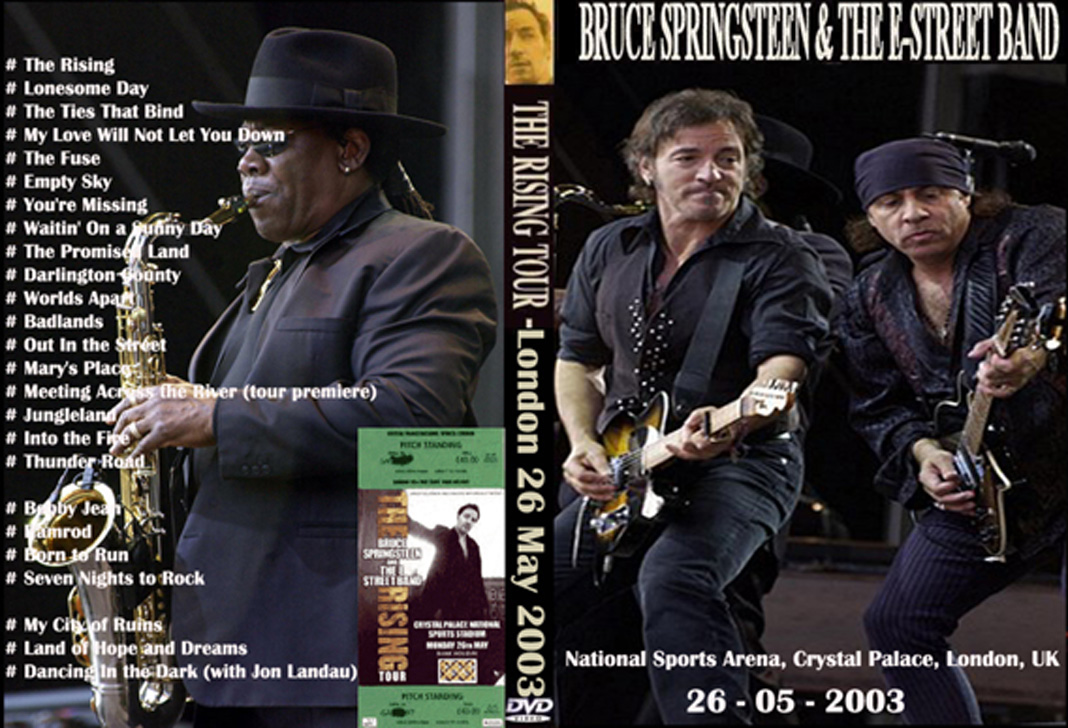 # The Rising
# Lonesome Day
# The Ties That Bind
# My Love Will Not Let You Down
# The Fuse
# Empty Sky
# You're Missing
# Waitin' On a Sunny Day
# The Promised Land
# Darlington County
# Worlds Apart
# Badlands
# Out In the Street
# Mary's Place
# Meeting Across the River (tour premiere)
# Jungleland
# Into the Fire
# Thunder Road
# Bobby Jean
# Ramrod
# Born to Run
# Seven Nights to Rock
# My City of Ruins
# Land of Hope and Dreams
# Dancing In the Dark (with Jon Landau)
PITCH STANDING
THE RISING
TOUR
BRUCE
SPRINGSTEEN
THE E
STREET BAND
CRYSTAL PALACE NATIONAL
SPORTS STADIUM
MONDAY 26TH MAY
PITCH STANDING
THE RISING TOUR - London 26 May 2003
DVD
VIDEO
BRUCE SPRINGSTEEN & THE E-STREET BAND
National Sports Arena, Crystal Palace, London, UK
26 - 05 - 2003